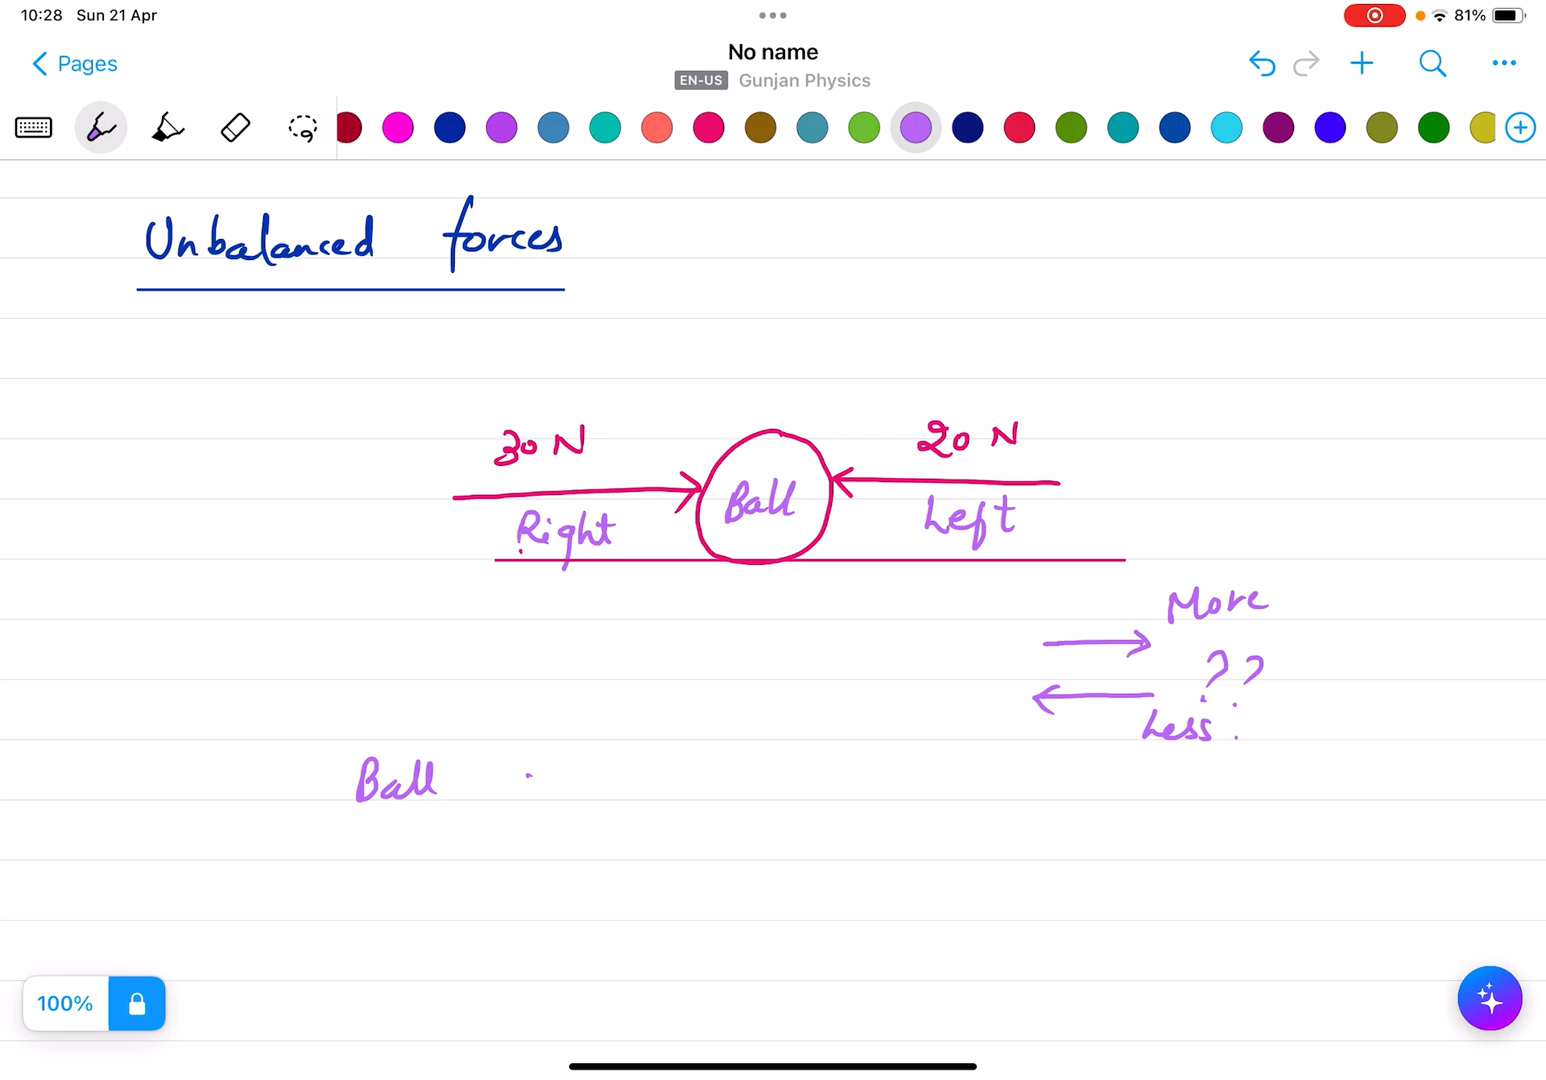 10:28 Sun 21 Apr
81%
Pages
No name
EN-US Gunjan Physics
Unbalanced forces
30 N
20 N
Ball
Right
Left
More
??
Less
Ball
100%